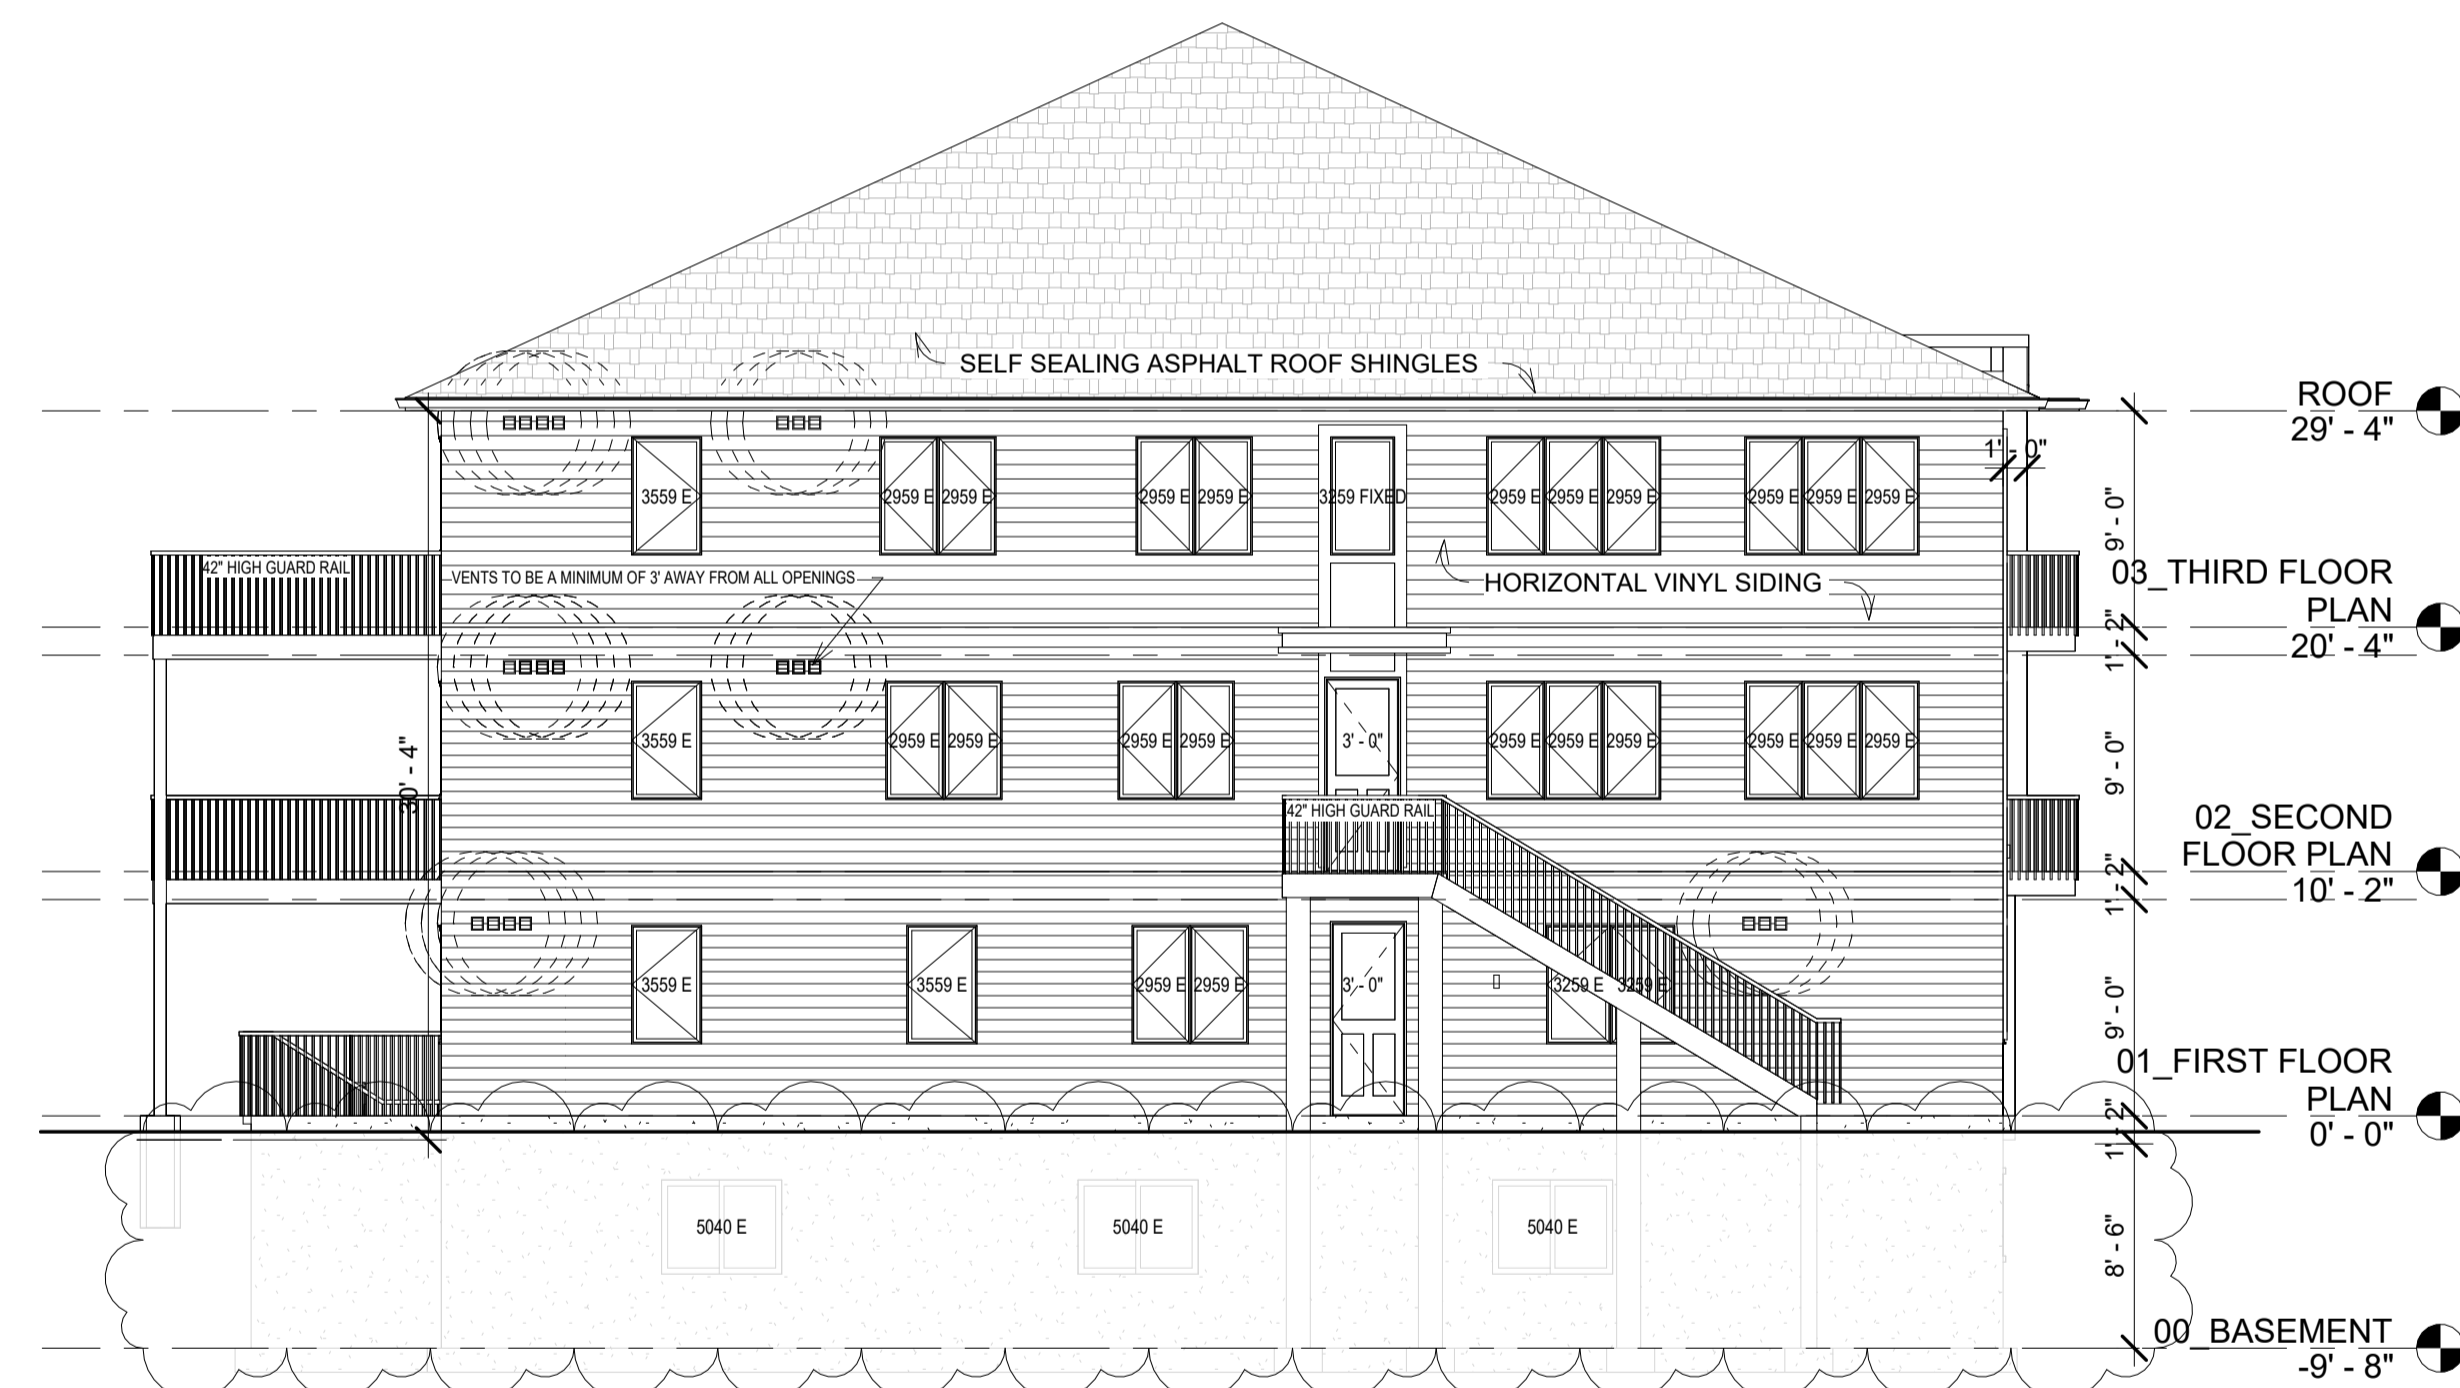 SELF SEALING ASPHALT ROOF SHINGLES
ROOF
29' - 4"
1' - 0"
3559 E
2959 E 2959 E
2959 E 2959 E
3259 FIXED
2959 E 2959 E 2959 E
2959 E 2959 E 2959 E
9' - 0"
42" HIGH GUARD RAIL
VENTS TO BE A MINIMUM OF 3' AWAY FROM ALL OPENINGS
HORIZONTAL VINYL SIDING
03_THIRD FLOOR
PLAN
20' - 4"
1' - 2"
30' - 4"
3559 E
2959 E 2959 E
2959 E 2959 E
3' - 0"
2959 E 2959 E 2959 E
2959 E 2959 E 2959 E
9' - 0"
42" HIGH GUARD RAIL
02_SECOND
FLOOR PLAN
10' - 2"
1' - 2"
3559 E
3559 E
2959 E 2959 E
3' - 0"
3259 E 3259 E
9' - 0"
01_FIRST FLOOR
PLAN
0' - 0"
1' - 2"
5040 E
5040 E
5040 E
8' - 6"
00_BASEMENT
-9' - 8"